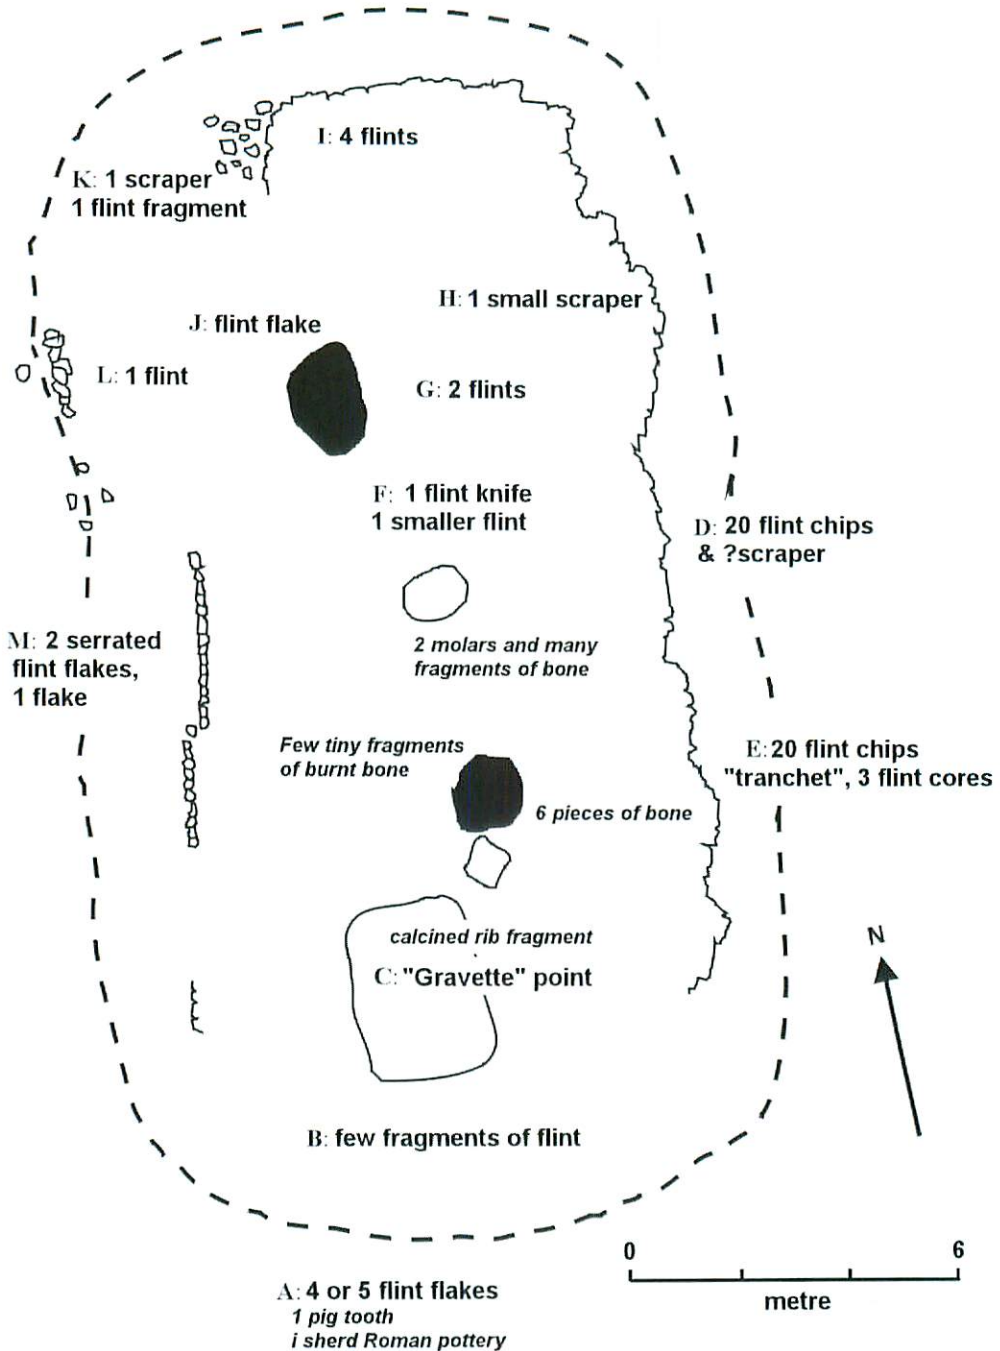 I: 4 flints
K: 1 scraper
1 flint fragment
H: 1 small scraper
J: flint flake
L: 1 flint
G: 2 flints
F: 1 flint knife
1 smaller flint
D: 20 flint chips
& ?scraper
2 molars and many
fragments of bone
M: 2 serrated
flint flakes,
1 flake
Few tiny fragments
of burnt bone
E: 20 flint chips
"tranchet", 3 flint cores
6 pieces of bone
calcined rib fragment
C: "Gravette" point
N
B: few fragments of flint
0 6
metre
A: 4 or 5 flint flakes
1 pig tooth
i sherd Roman pottery